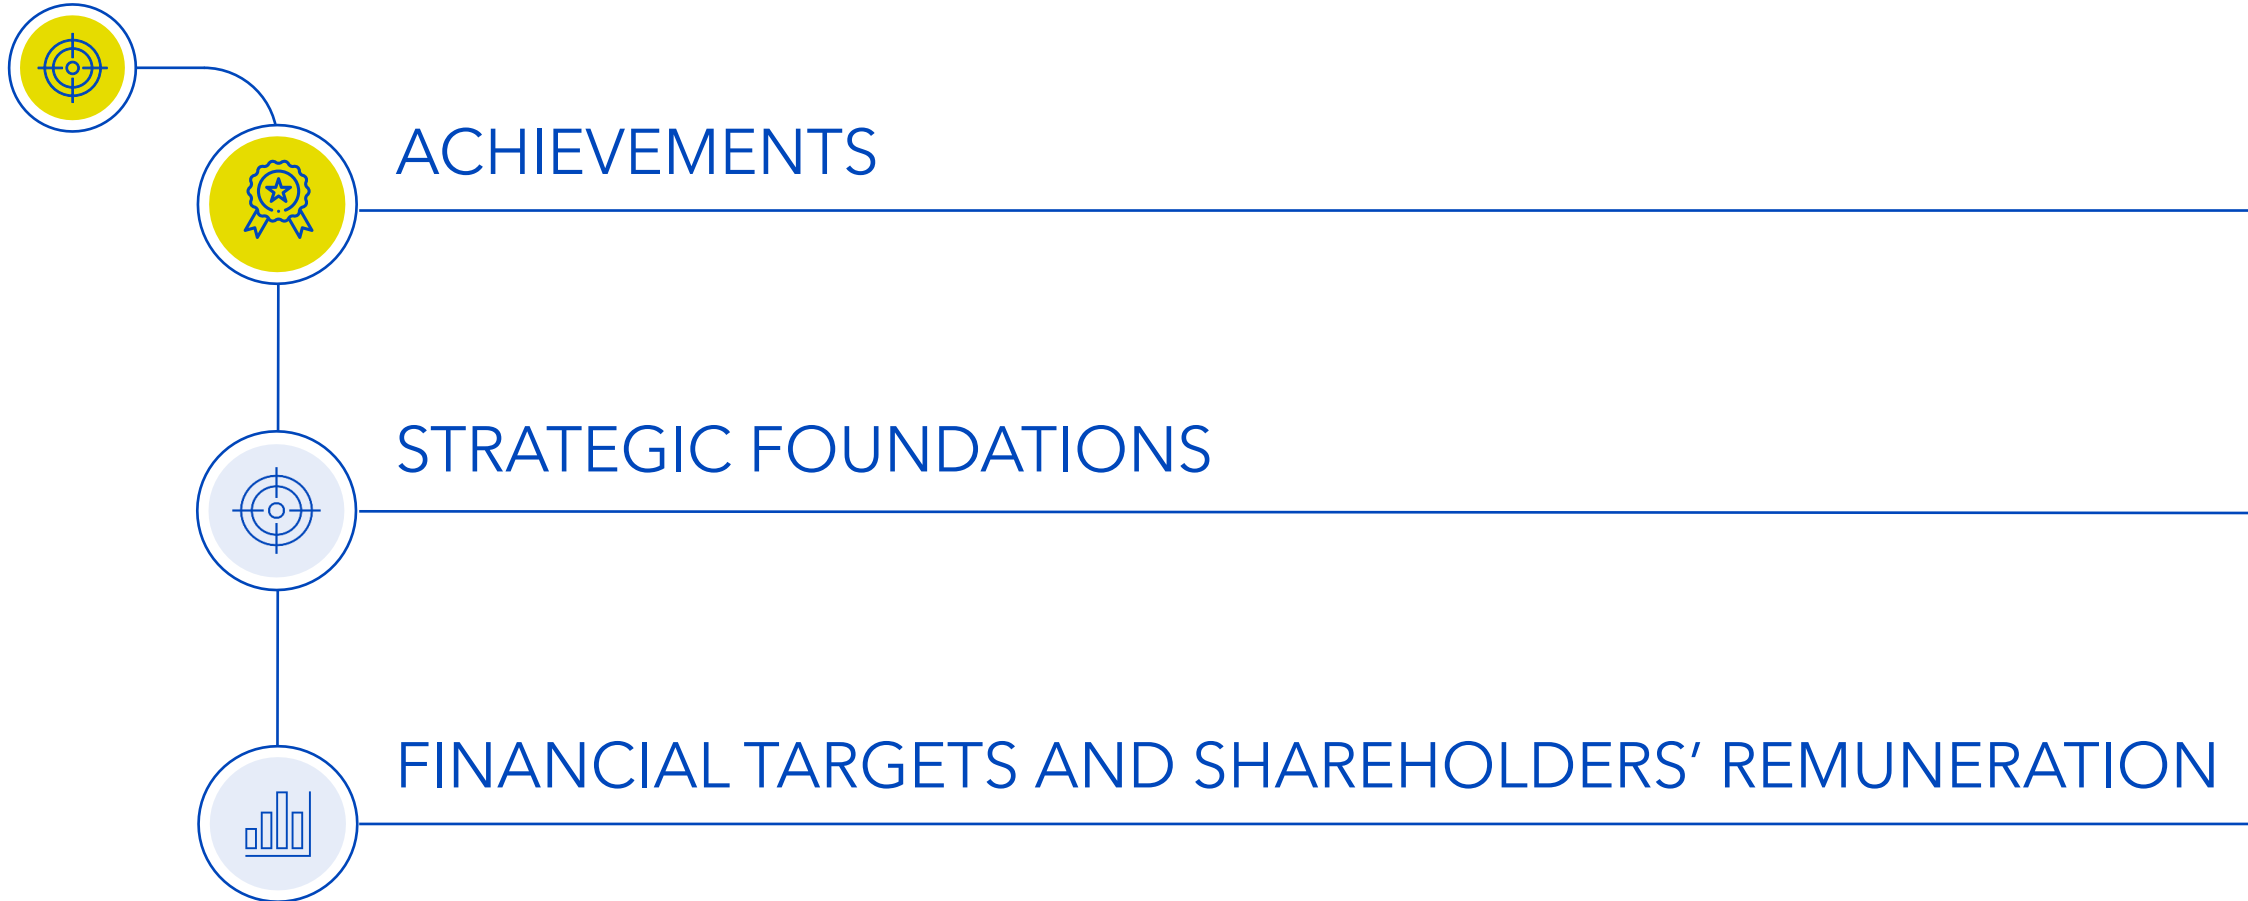 ACHIEVEMENTS
STRATEGIC FOUNDATIONS
FINANCIAL TARGETS AND SHAREHOLDERS’ REMUNERATION